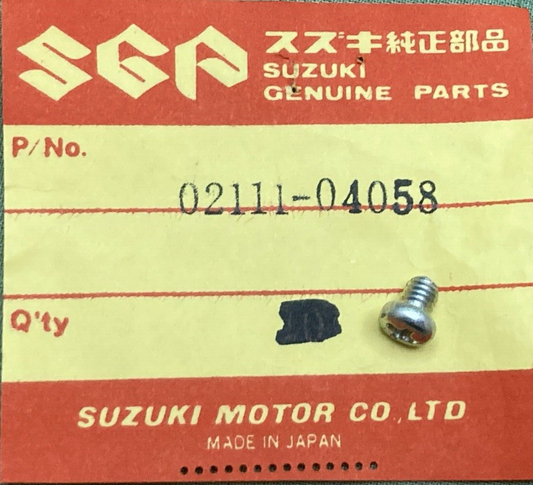 SGP スズキ純正部品
SUZUKI
GENUINE PARTS
P/No.
02111-04058
Q'ty
SUZUKI MOTOR CO.,LTD
MADE IN JAPAN